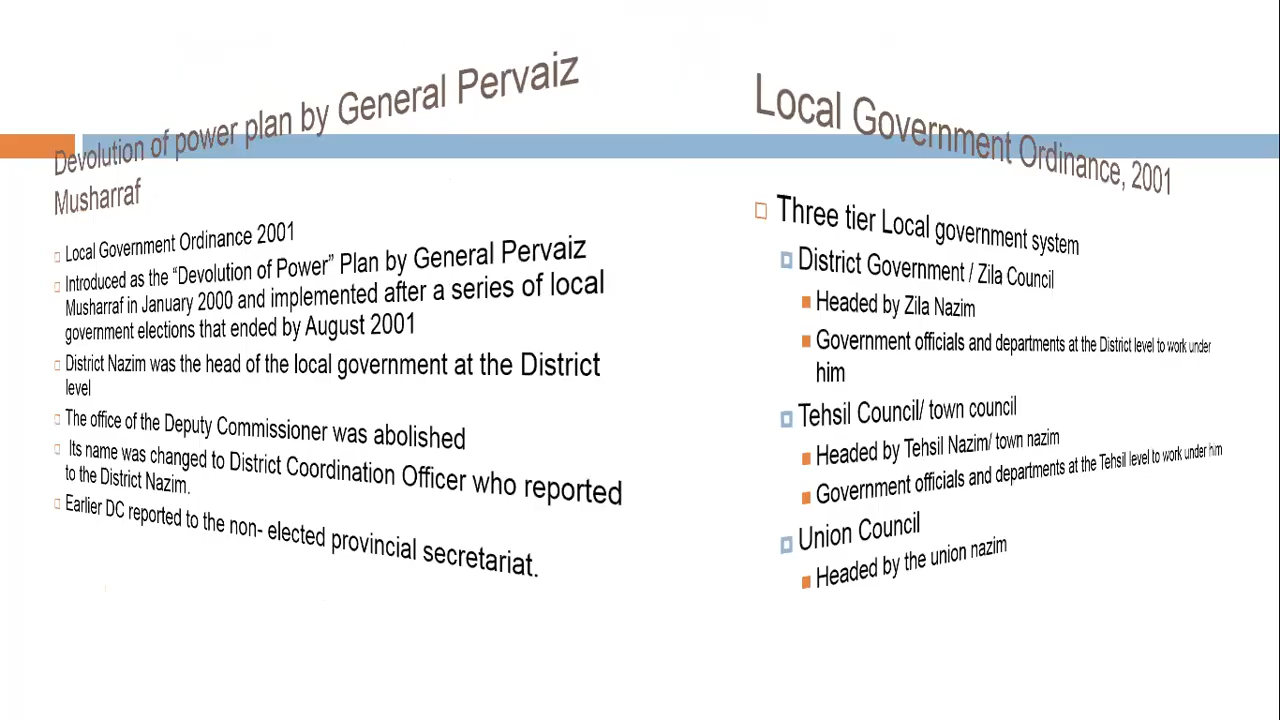 Devolution of power plan by General Pervaiz
Musharraf
Local Government Ordinance 2001
Introduced as the “Devolution of Power” Plan by General Pervaiz
Musharraf in January 2000 and implemented after a series of local
government elections that ended by August 2001
District Nazim was the head of the local government at the District
level
The office of the Deputy Commissioner was abolished
Its name was changed to District Coordination Officer who reported
to the District Nazim.
Earlier DC reported to the non- elected provincial secretariat.
Local Government Ordinance, 2001
Three tier Local government system
District Government / Zila Council
Headed by Zila Nazim
Government officials and departments at the District level to work under
him
Tehsil Council/ town council
Headed by Tehsil Nazim/ town nazim
Government officials and departments at the Tehsil level to work under him
Union Council
Headed by the union nazim